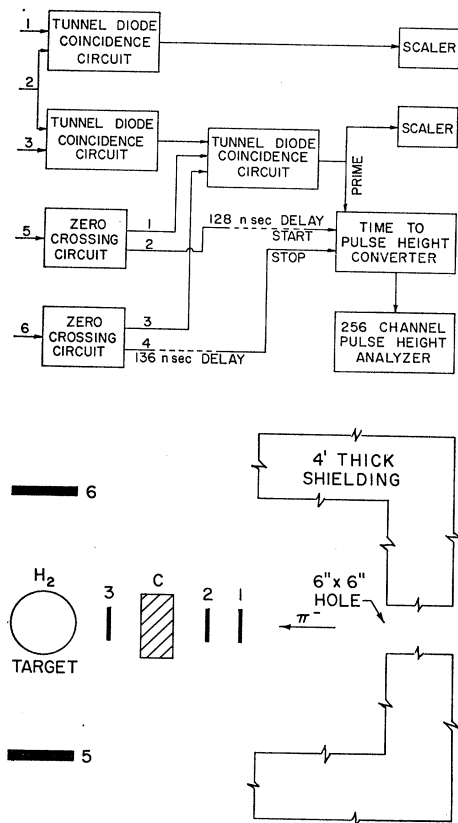 1
TUNNEL DIODE
COINCIDENCE
CIRCUIT
SCALER
2
3
TUNNEL DIODE
COINCIDENCE
CIRCUIT
TUNNEL DIODE
COINCIDENCE
CIRCUIT
SCALER
PRIME
5
ZERO
CROSSING
CIRCUIT
1
2
128 n sec DELAY
START
STOP
TIME TO
PULSE HEIGHT
CONVERTER
6
ZERO
CROSSING
CIRCUIT
3
4
136 n sec DELAY
256 CHANNEL
PULSE HEIGHT
ANALYZER
4' THICK
SHIELDING
6
H₂
TARGET
3
C
2
1
π⁻
6" x 6"
HOLE
5